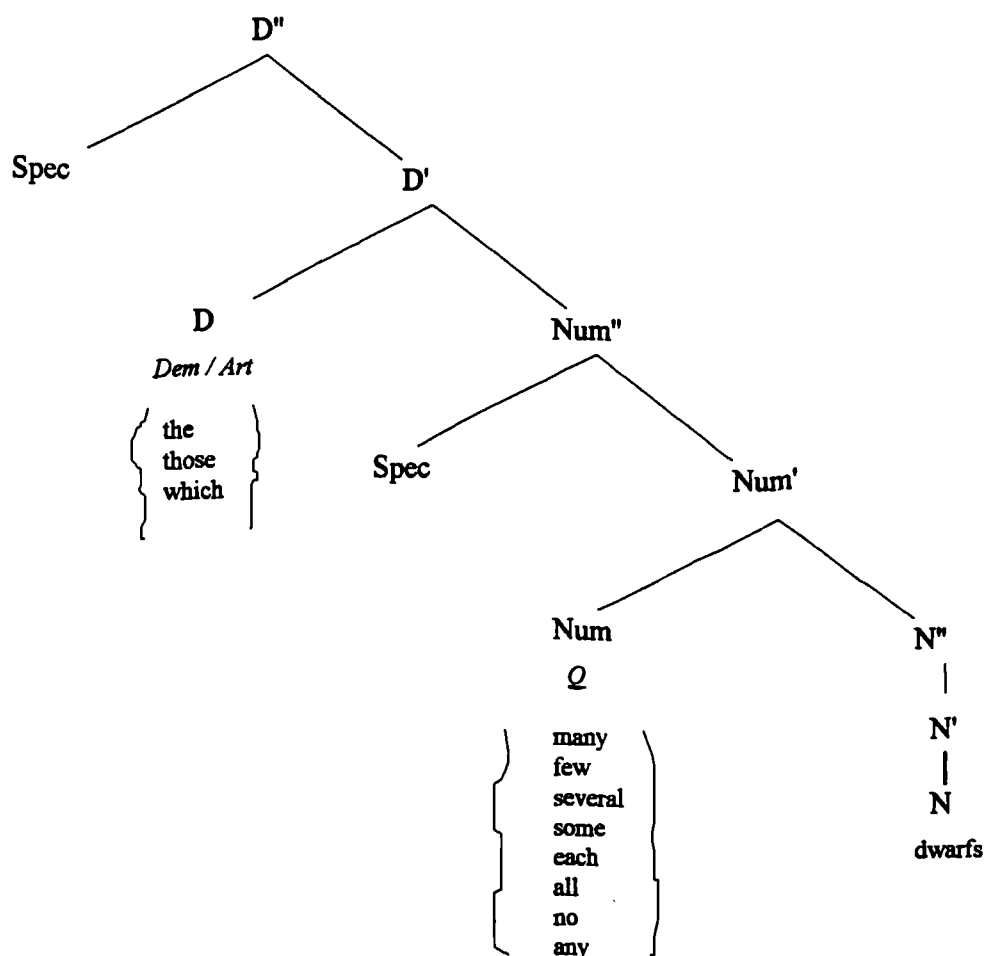 D"
Spec
D'
D
Num"
Dem / Art
the
those
which
Spec
Num'
Num
N"
Q
many
few
several
some
each
all
no
any
N'
N
dwarfs